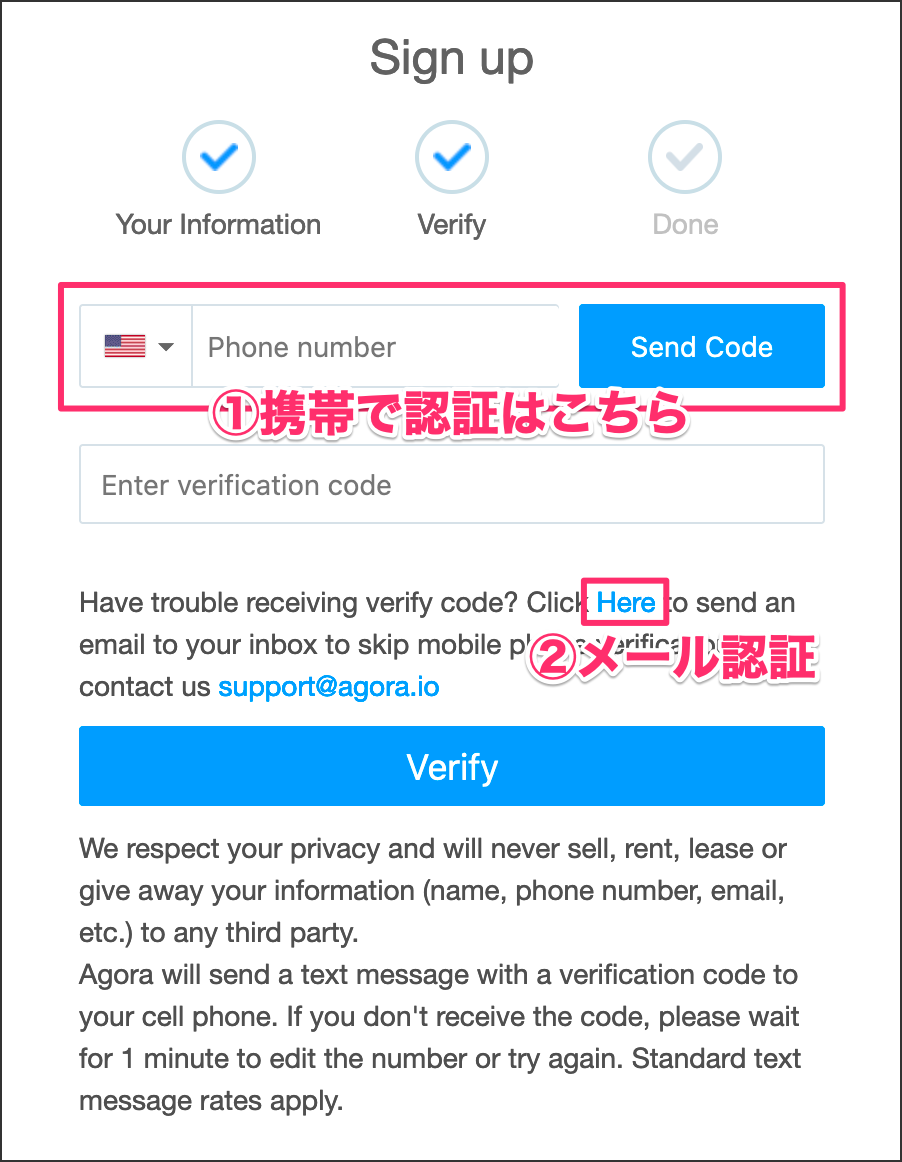 Sign up
Your Information
Verify
Done
Phone number
Send Code
①携帯で認証はこちら
Enter verification code
Have trouble receiving verify code? Click Here to send an
email to your inbox to skip mobile
②メール認証
contact us support@agora.io
Verify
We respect your privacy and will never sell, rent, lease or
give away your information (name, phone number, email,
etc.) to any third party.
Agora will send a text message with a verification code to
your cell phone. If you don't receive the code, please wait
for 1 minute to edit the number or try again. Standard text
message rates apply.